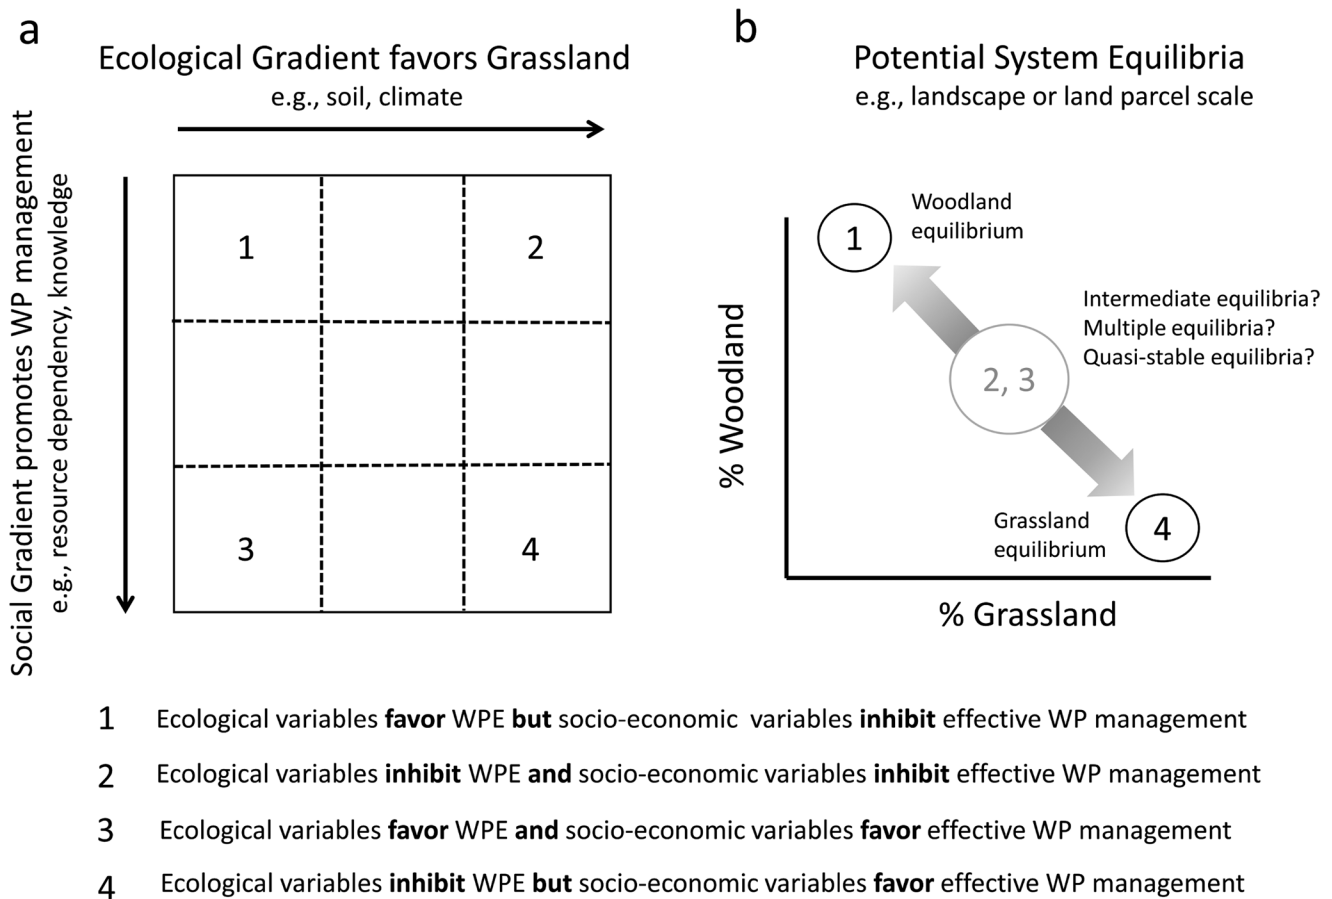 a
Ecological Gradient favors Grassland
e.g., soil, climate
Social Gradient promotes WP management
e.g., resource dependency, knowledge
1
2
3
4
b
Potential System Equilibria
e.g., landscape or land parcel scale
Woodland
equilibrium
1
Intermediate equilibria?
Multiple equilibria?
Quasi-stable equilibria?
2, 3
% Woodland
Grassland
equilibrium
4
% Grassland
1 Ecological variables favor WPE but socio-economic variables inhibit effective WP management
2 Ecological variables inhibit WPE and socio-economic variables inhibit effective WP management
3 Ecological variables favor WPE and socio-economic variables favor effective WP management
4 Ecological variables inhibit WPE but socio-economic variables favor effective WP management